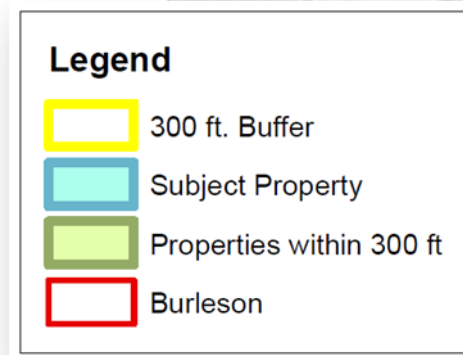 Legend
300 ft. Buffer
Subject Property
Properties within 300 ft
Burleson